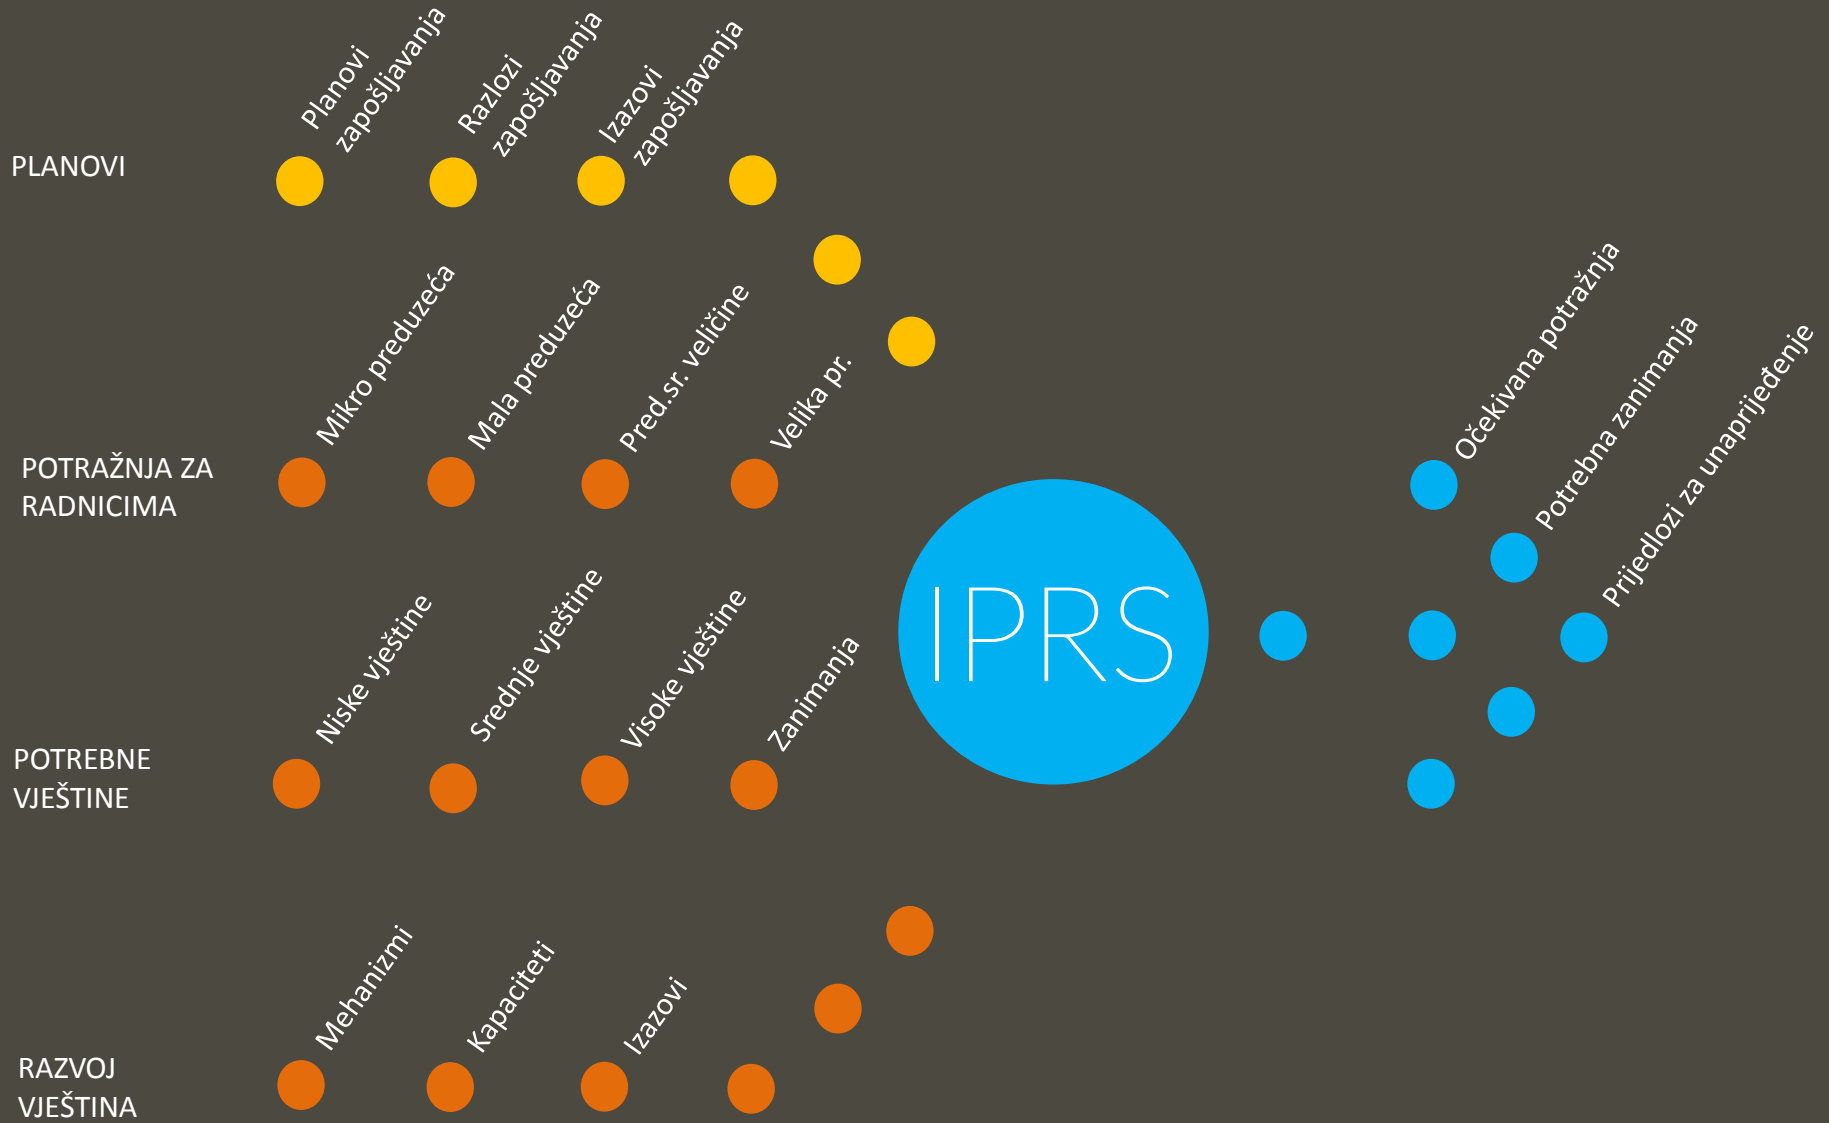 PLANOVI
Planovi
zapošljavanja
Razlozi
zapošljavanja
Izazovi
zapošljavanja
POTRAŽNJA ZA
RADNICIMA
Mikro preduzeća
Mala preduzeća
Pred.sr. veličine
Velika pr.
POTREBNE
VJEŠTINE
Niske vještine
Srednje vještine
Visoke vještine
Zanimanja
RAZVOJ
VJEŠTINA
Mehanizmi
Kapaciteti
Izazovi
IPRS
Očekivana potražnja
Potrebna zanimanja
Prijedlozi za unaprijeđenje